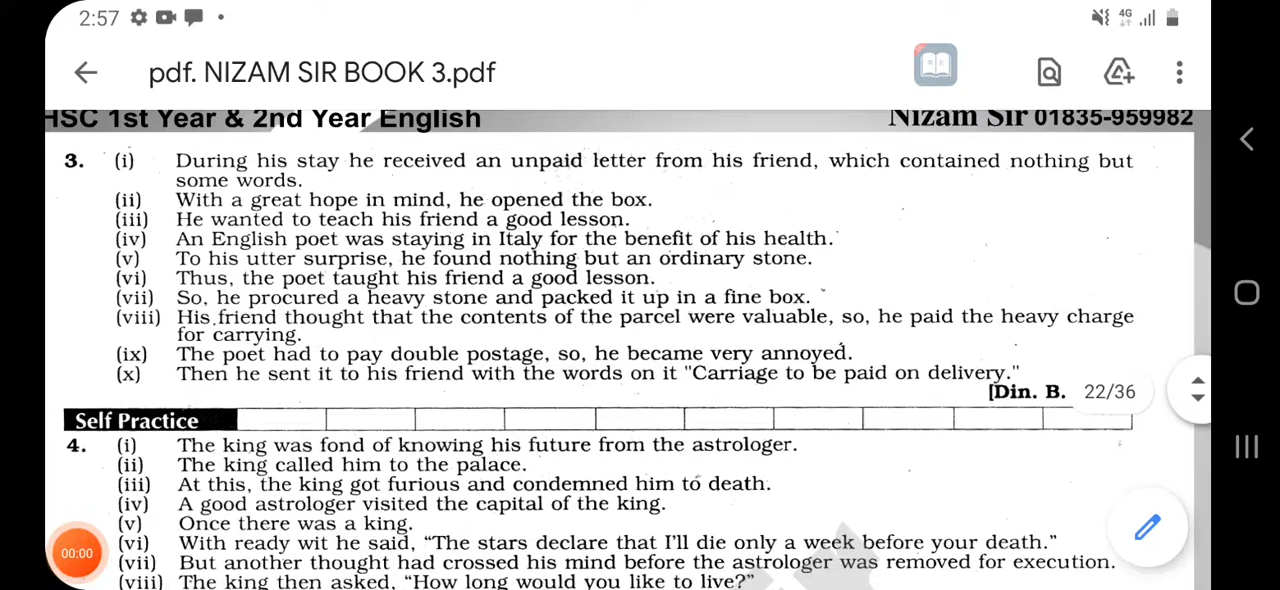 2:57
pdf. NIZAM SIR BOOK 3.pdf
4G
HSC 1st Year & 2nd Year English Nizam Sir 01835-959982
3. (i) During his stay he received an unpaid letter from his friend, which contained nothing but
some words.
(ii) With a great hope in mind, he opened the box.
(iii) He wanted to teach his friend a good lesson.
(iv) An English poet was staying in Italy for the benefit of his health.
(v) To his utter surprise, he found nothing but an ordinary stone.
(vi) Thus, the poet taught his friend a good lesson.
(vii) So, he procured a heavy stone and packed it up in a fine box.
(viii) His friend thought that the contents of the parcel were valuable, so, he paid the heavy charge
for carrying.
(ix) The poet had to pay double postage, so, he became very annoyed.
(x) Then he sent it to his friend with the words on it "Carriage to be paid on delivery."
[Din. B. 22/36
Self Practice
4. (i) The king was fond of knowing his future from the astrologer.
(ii) The king called him to the palace.
(iii) At this, the king got furious and condemned him to death.
(iv) A good astrologer visited the capital of the king.
(v) Once there was a king.
(vi) With ready wit he said, “The stars declare that I'll die only a week before your death.”
(vii) But another thought had crossed his mind before the astrologer was removed for execution.
(viii) The king then asked, “How long would you like to live?”
00:00